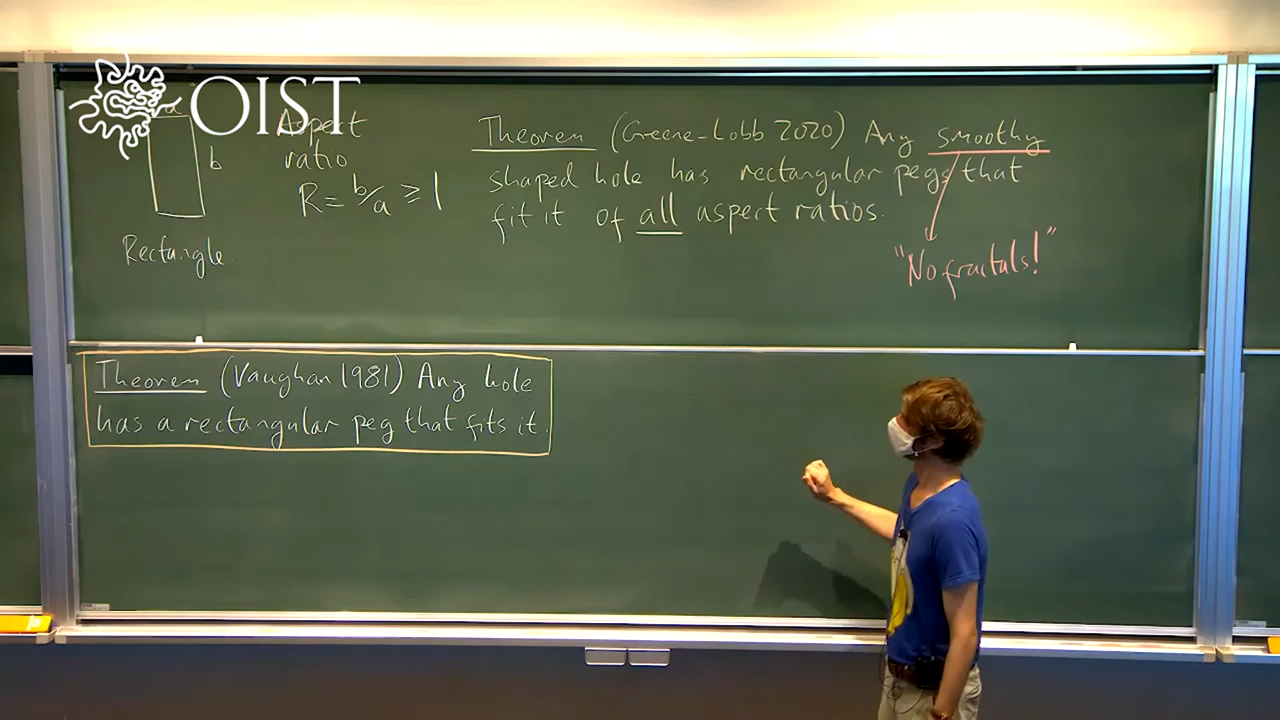 OIST
a
b
Rectangle
Aspect
ratio
R = b/a ≥ 1
Theorem (Greene-Lobb 2020) Any smoothy
shaped hole has rectangular pegs that
fit it of all aspect ratios.
"No fractals!"
Theorem (Vaughan 1981) Any hole
has a rectangular peg that fits it.